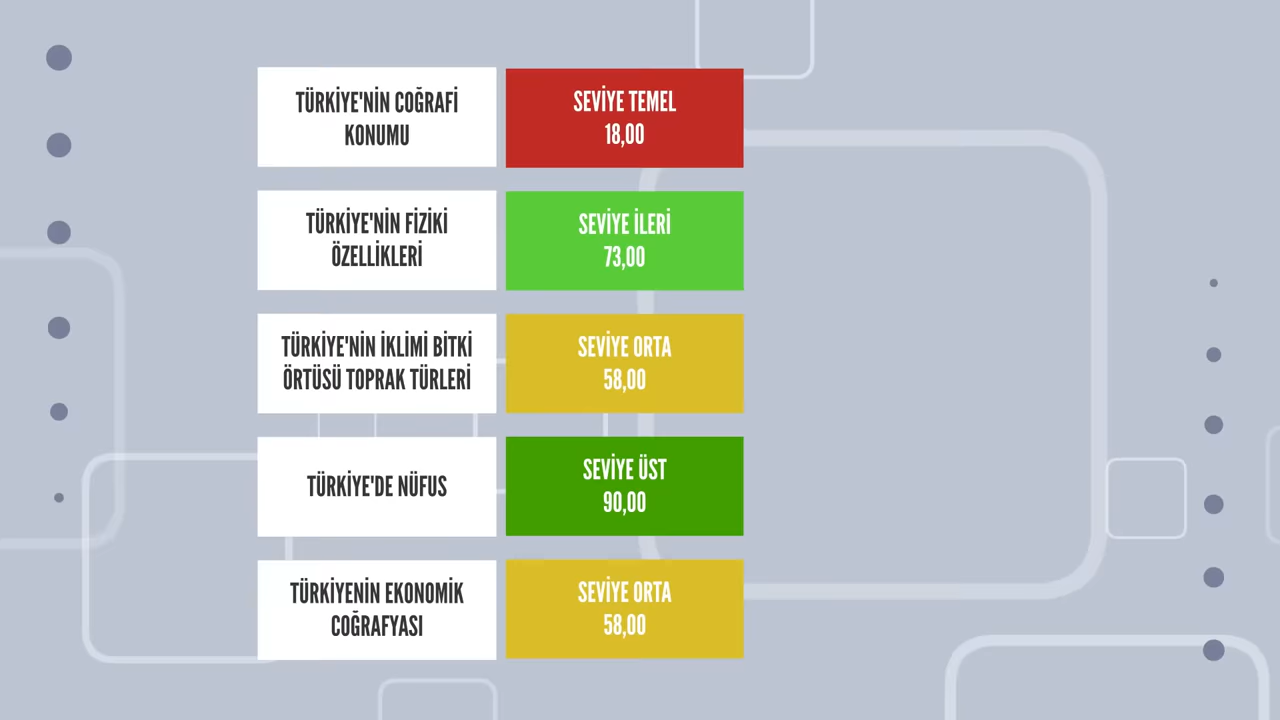 TÜRKİYE'NİN COĞRAFİ
KONUMU
SEVİYE TEMEL
18,00
TÜRKİYE'NİN FİZİKİ
ÖZELLİKLERİ
SEVİYE İLERİ
73,00
TÜRKİYE'NİN İKLİMİ BİTKİ
ÖRTÜSÜ TOPRAK TÜRLERİ
SEVİYE ORTA
58,00
TÜRKİYE'DE NÜFUS
SEVİYE ÜST
90,00
TÜRKİYENİN EKONOMİK
COĞRAFYASI
SEVİYE ORTA
58,00